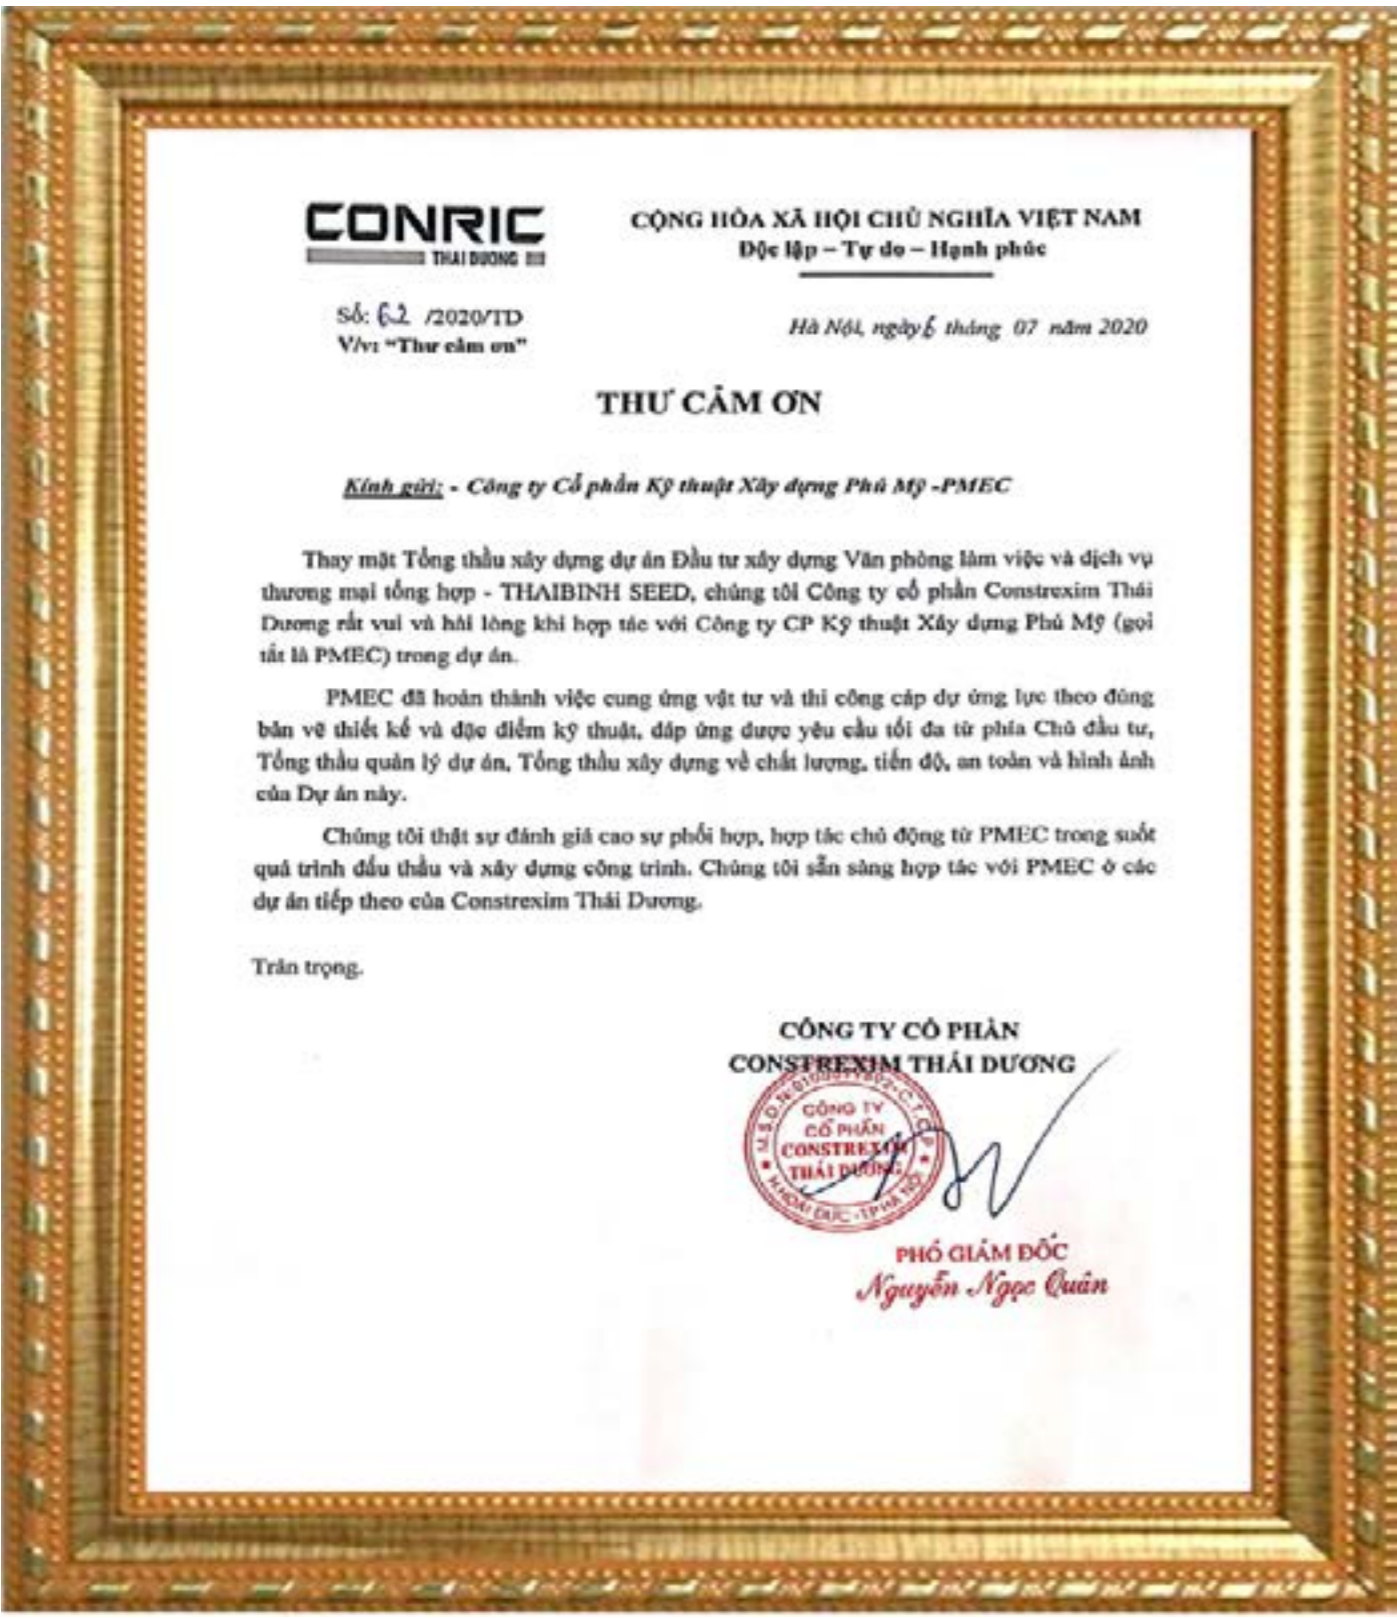 CONRIC
THAI DUONG
CỘNG HÒA XÃ HỘI CHỦ NGHĨA VIỆT NAM
Độc lập – Tự do – Hạnh phúc
Số: 62 /2020/TD
V/v: “Thư cảm ơn”
Hà Nội, ngày 6 tháng 07 năm 2020
THƯ CẢM ƠN
Kính gửi: - Công ty Cổ phần Kỹ thuật Xây dựng Phú Mỹ -PMEC
Thay mặt Tổng thầu xây dựng dự án Đầu tư xây dựng Văn phòng làm việc và dịch vụ
thương mại tổng hợp - THAIBINH SEED, chúng tôi Công ty cổ phần Constrexim Thái
Dương rất vui và hài lòng khi hợp tác với Công ty CP Kỹ thuật Xây dựng Phú Mỹ (gọi
tắt là PMEC) trong dự án.
PMEC đã hoàn thành việc cung ứng vật tư và thi công cáp dự ứng lực theo đúng
bản vẽ thiết kế và đặc điểm kỹ thuật, đáp ứng được yêu cầu tối đa từ phía Chủ đầu tư,
Tổng thầu quản lý dự án, Tổng thầu xây dựng về chất lượng, tiến độ, an toàn và hình ảnh
của Dự án này.
Chúng tôi thật sự đánh giá cao sự phối hợp, hợp tác chủ động từ PMEC trong suốt
quá trình đấu thầu và xây dựng công trình. Chúng tôi sẵn sàng hợp tác với PMEC ở các
dự án tiếp theo của Constrexim Thái Dương.
Trân trọng.
CÔNG TY CỔ PHẦN
CONSTREXIM THÁI DƯƠNG
M.S.D.N: C.T.C.P
CÔNG TY
CỔ PHẦN
CONSTREXIM
THÁI DƯƠNG
H.HOÀI ĐỨC - TP HÀ NỘI
PHÓ GIÁM ĐỐC
Nguyễn Ngọc Quân